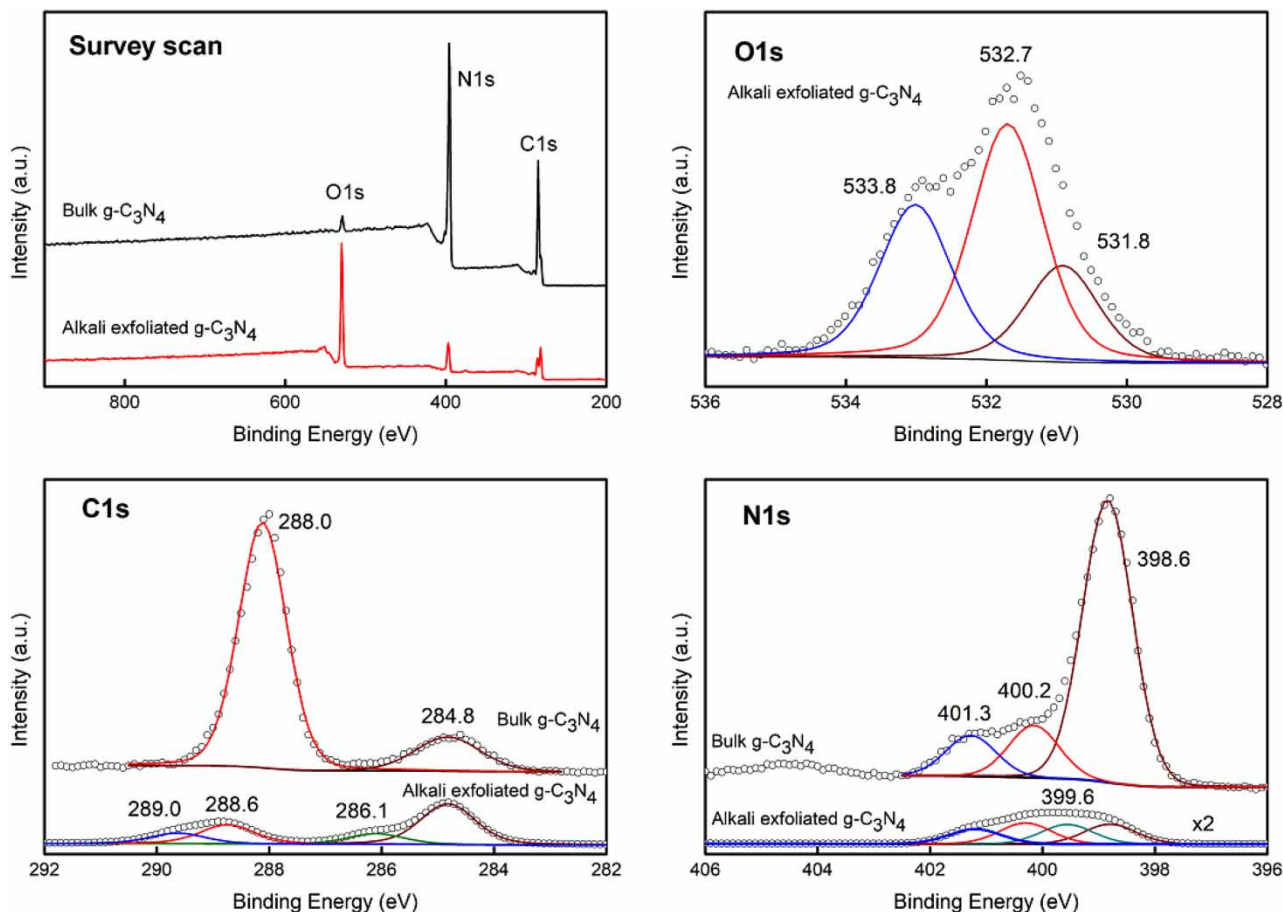 Survey scan
N1s
C1s
O1s
Bulk g-C₃N₄
Alkali exfoliated g-C₃N₄
Intensity (a.u.)
800
600
400
200
Binding Energy (eV)
O1s
532.7
Alkali exfoliated g-C₃N₄
533.8
531.8
Intensity (a.u.)
536
534
532
530
528
Binding Energy (eV)
C1s
288.0
284.8
Bulk g-C₃N₄
Alkali exfoliated g-C₃N₄
289.0
288.6
286.1
Intensity (a.u.)
292
290
288
286
284
282
Binding Energy (eV)
N1s
398.6
400.2
401.3
Bulk g-C₃N₄
399.6
Alkali exfoliated g-C₃N₄
x2
Intensity (a.u.)
406
404
402
400
398
396
Binding Energy (eV)